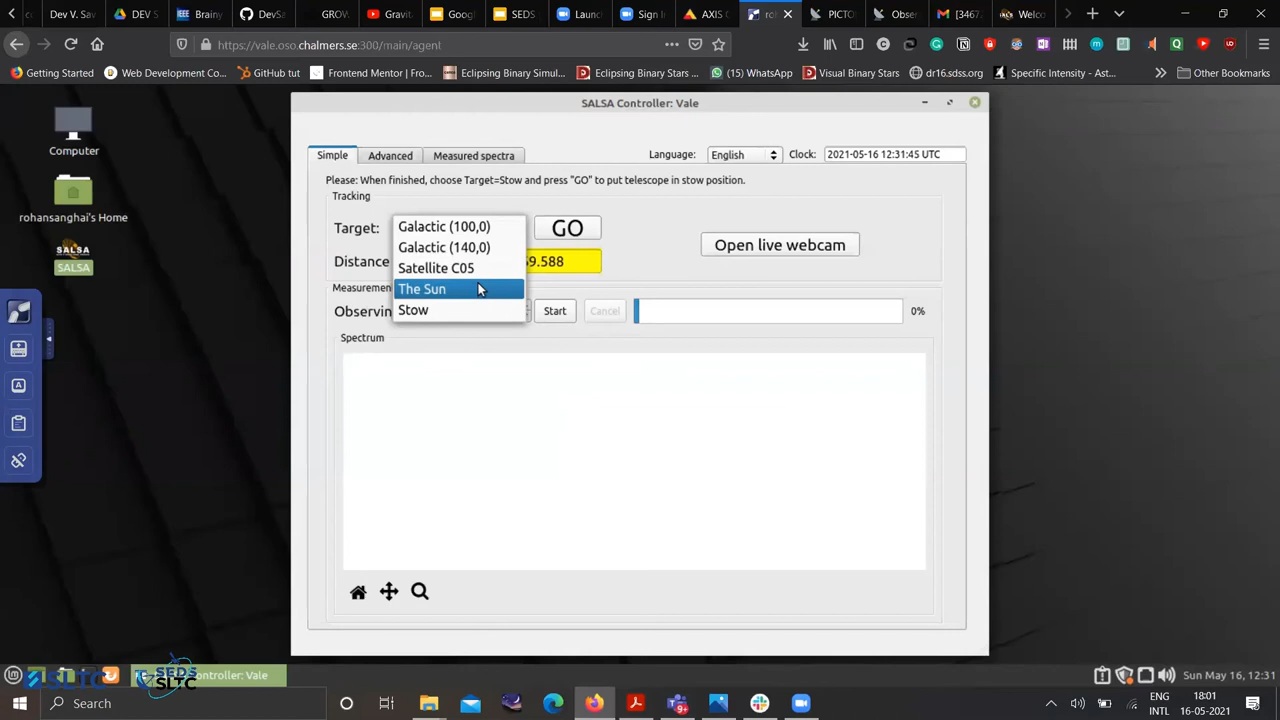 Dev V. Sav
DEV S
Brainy
DevSa
GROV
Gravit
Googl
SEDS
Launc
Sign In
AXIS C
PICTO
Obser
M [3467
Welco
https://vale.oso.chalmers.se:300/main/agent
Getting Started
Web Development Co...
GitHub tut
Frontend Mentor | Fro...
Eclipsing Binary Simul...
Eclipsing Binary Stars ...
(15) WhatsApp
Visual Binary Stars
dr16.sdss.org
Specific Intensity - Ast...
Other Bookmarks
SALSA Controller: Vale
Simple
Advanced
Measured spectra
Language:
English
Clock:
2021-05-16 12:31:45 UTC
Please: When finished, choose Target=Stow and press "GO" to put telescope in stow position.
Tracking
Target:
Galactic (100,0)
Galactic (140,0)
Satellite C05
The Sun
Stow
GO
Open live webcam
Distance
9.588
Measuremen
Observin
Start
Cancel
0%
Spectrum
Computer
rohansanghai's Home
SALSA
SALSA
Controller: Vale
SLTC
SEDS
SLTC
Sun May 16, 12:31
Search
ENG
INTL
18:01
16-05-2021